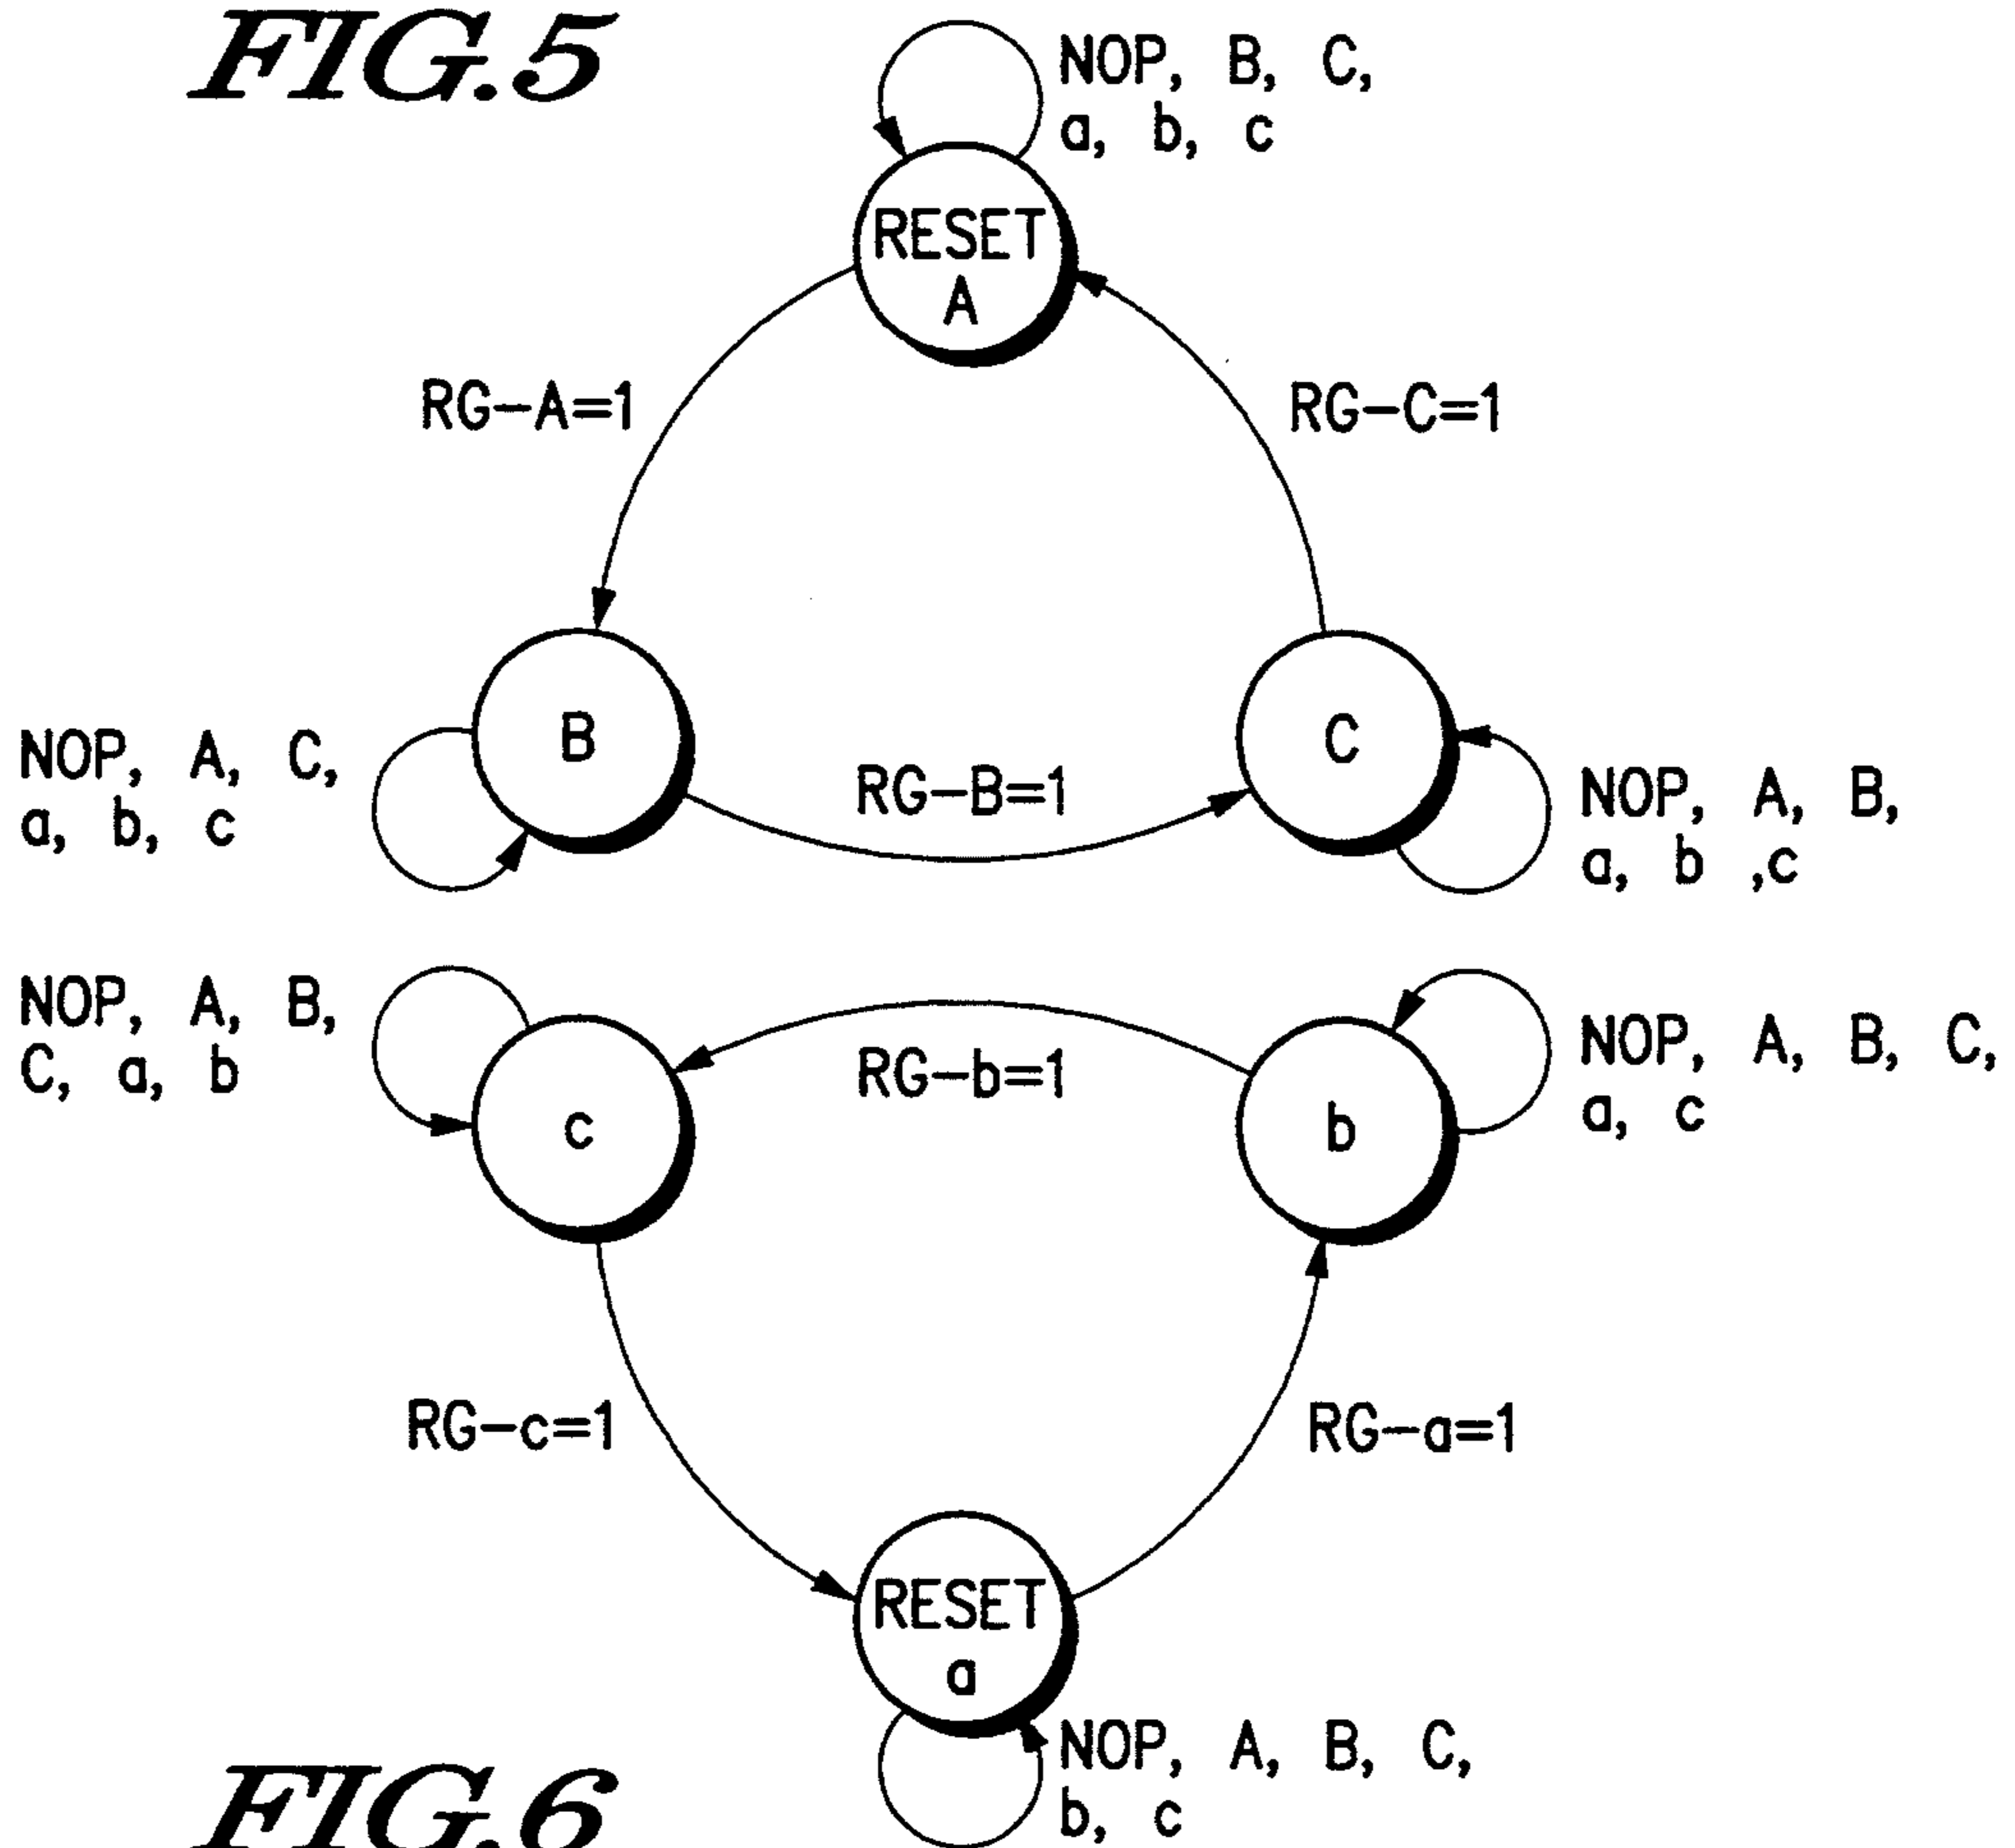 FIG.5
NOP, B, C,
a, b, c
RESET
A
RG-A=1
RG-C=1
B
C
NOP, A, C,
a, b, c
RG-B=1
NOP, A, B,
a, b ,c
NOP, A, B,
C, a, b
RG-b=1
NOP, A, B, C,
a, c
c
b
RG-c=1
RG-a=1
RESET
a
NOP, A, B, C,
b, c
FIG.6